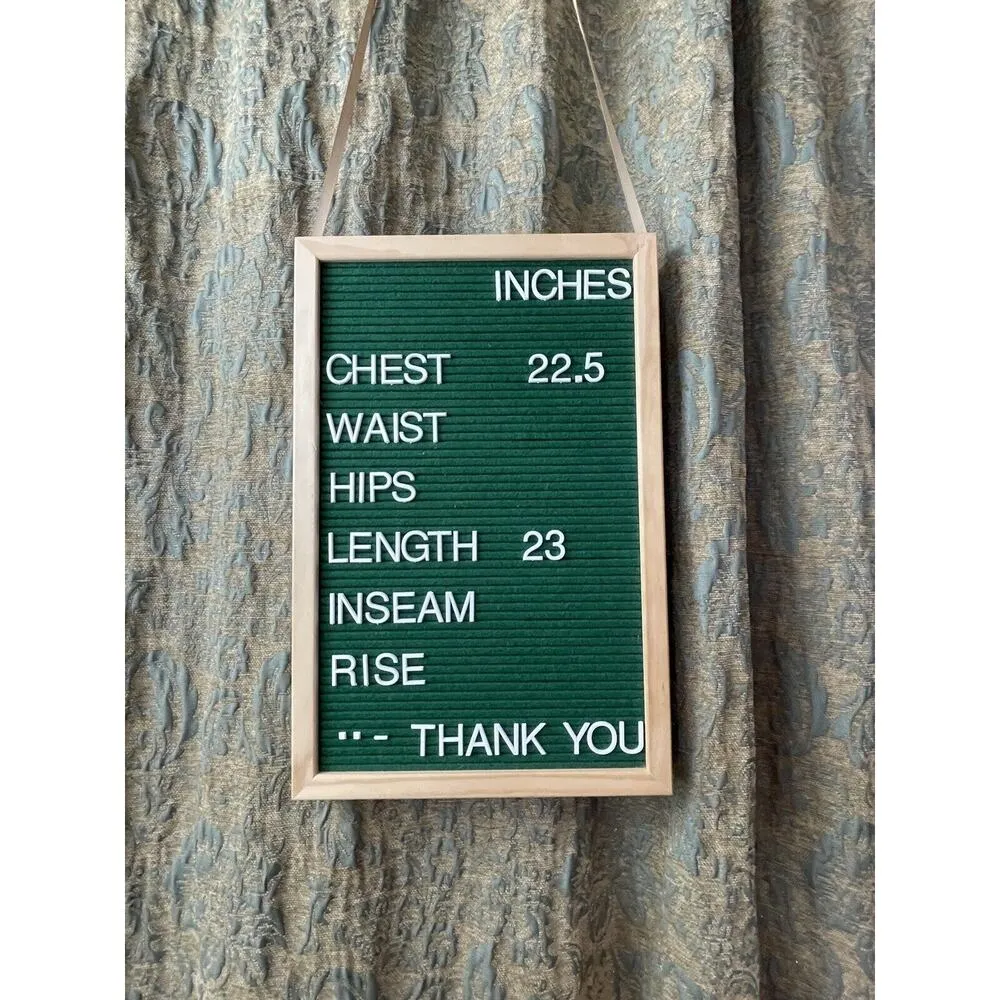 INCHES
CHEST 22.5
WAIST
HIPS
LENGTH 23
INSEAM
RISE
..- THANK YOU